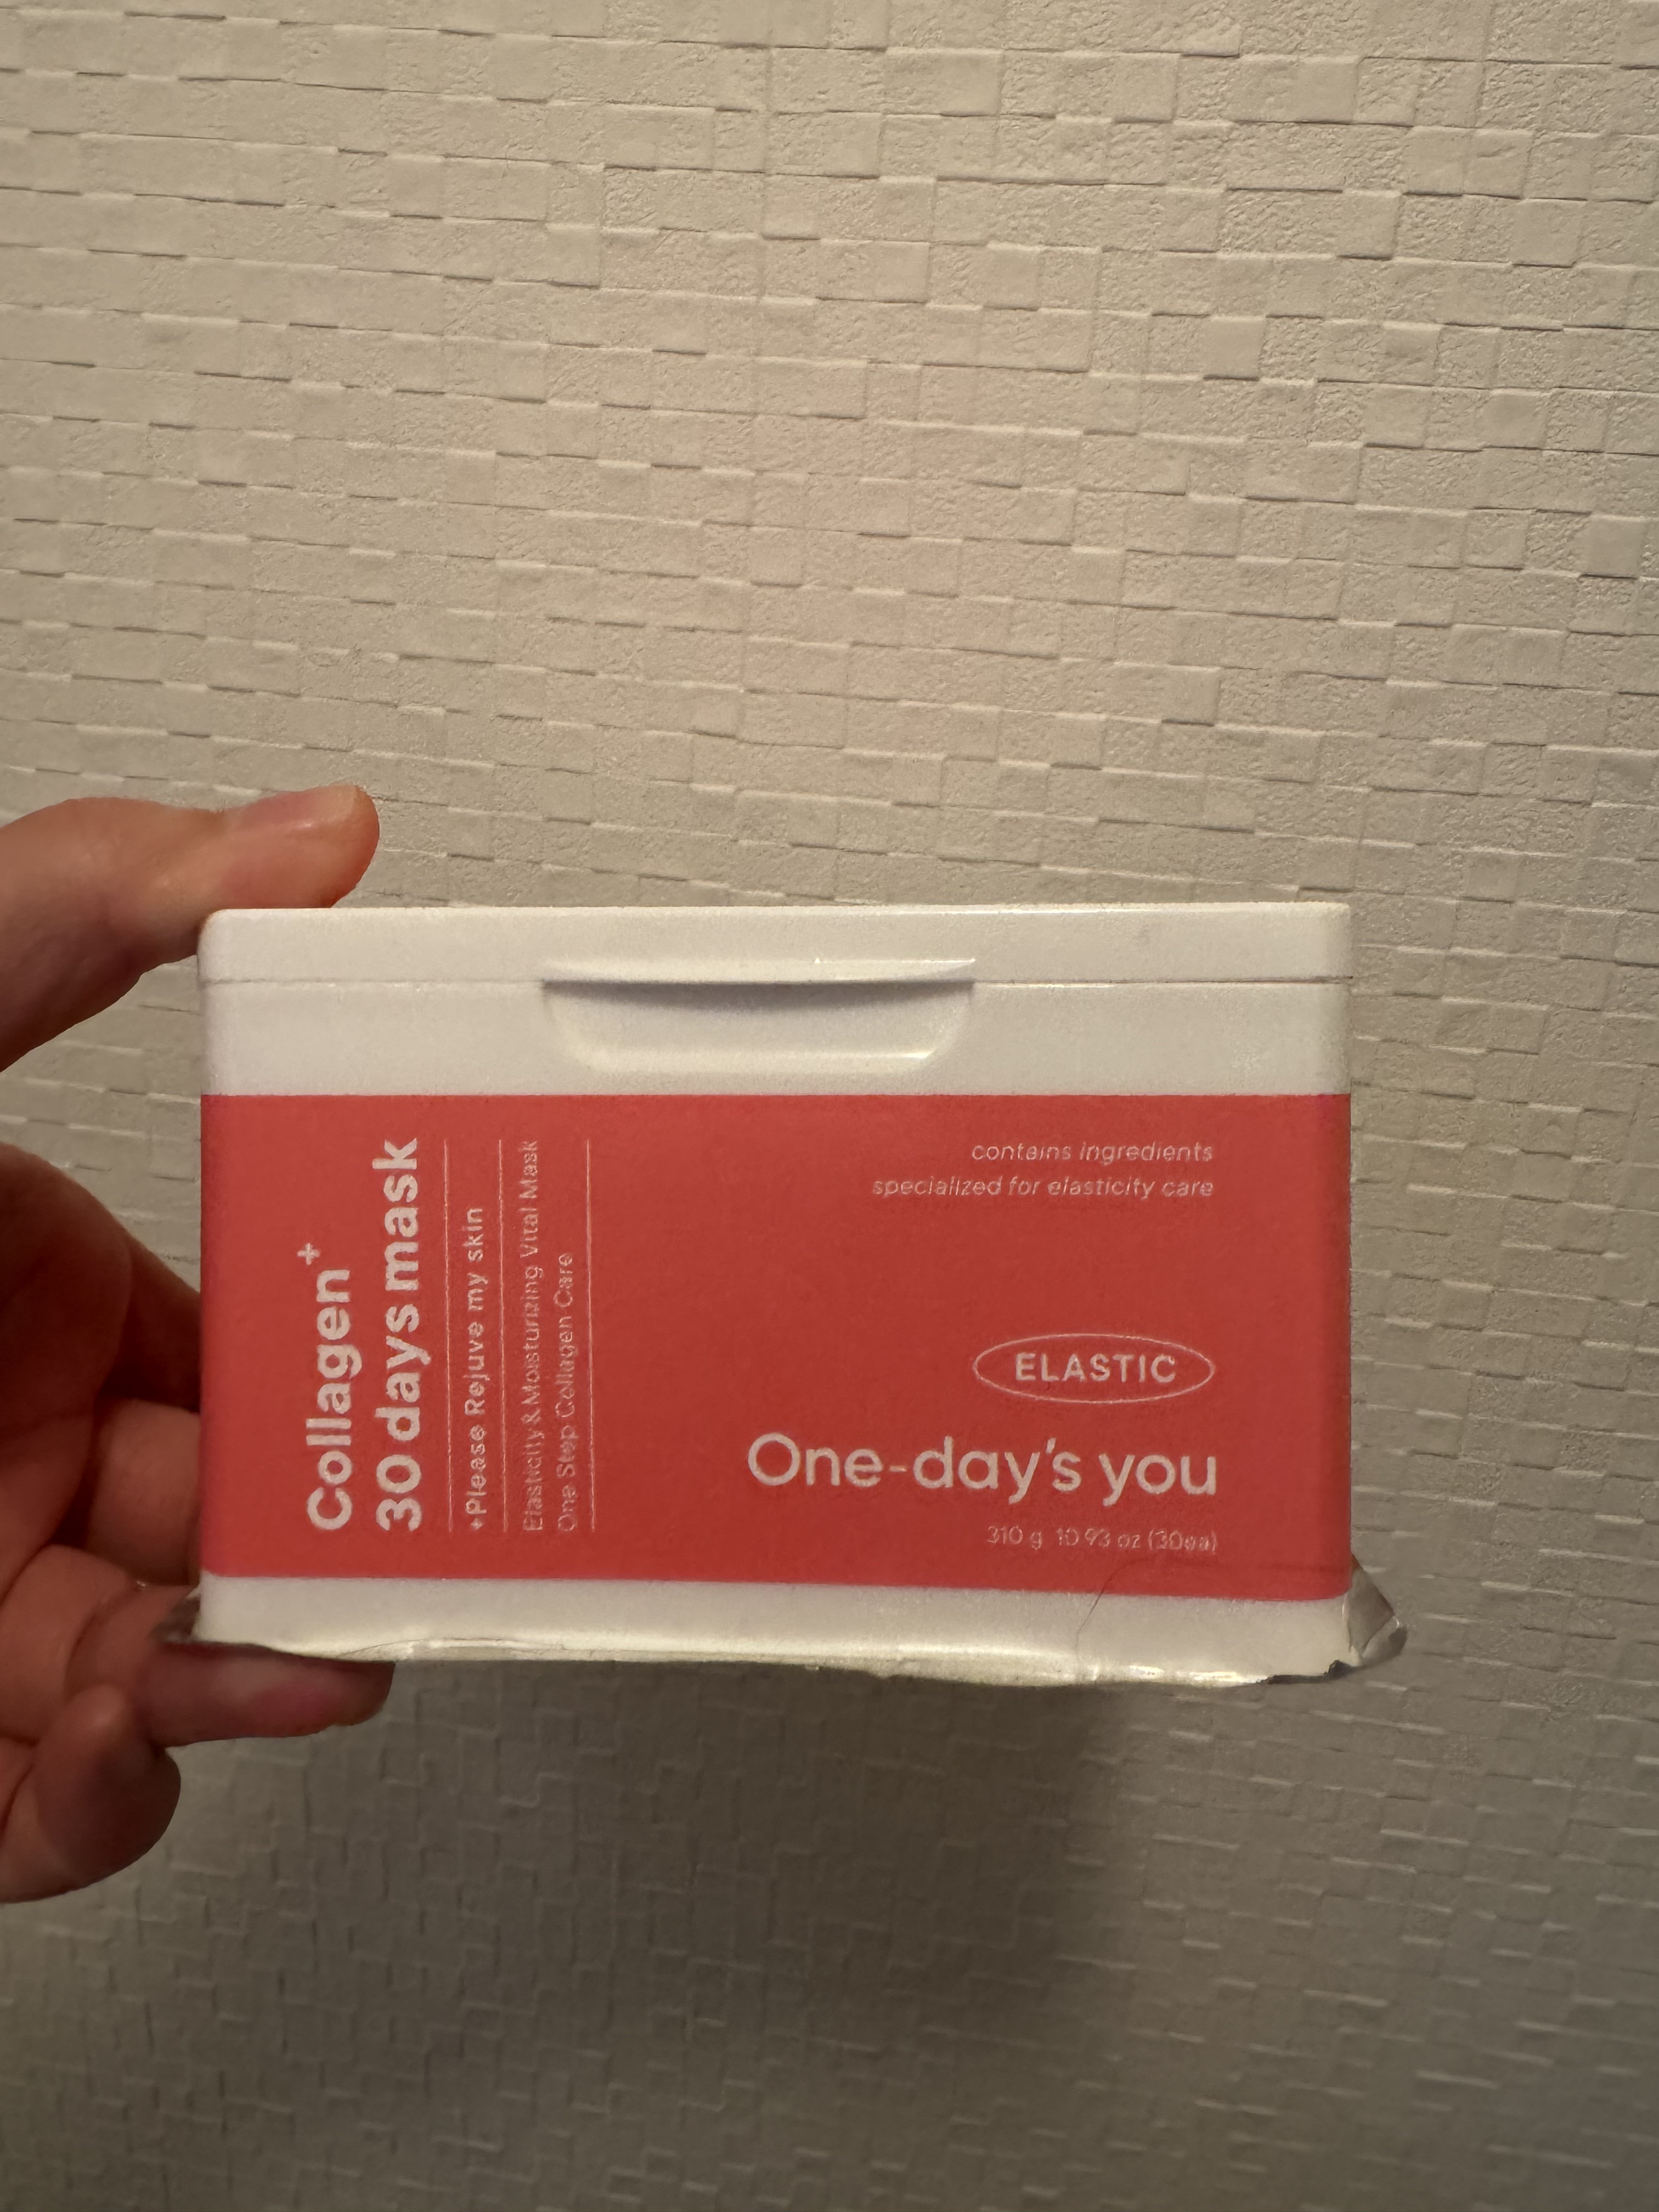 Collagen+
30 days mask
+Please Rejuve my skin
Elasticity & Moisturizing Vital Mask
One Step Collagen Care
contains ingredients
specialized for elasticity care
ELASTIC
One-day's you
310 g 10.93 oz (30ea)